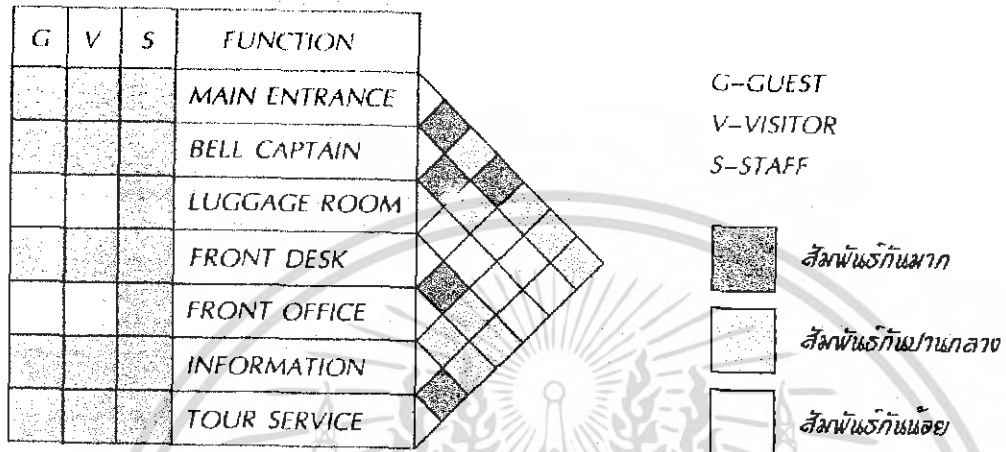 G V S FUNCTION
MAIN ENTRANCE
BELL CAPTAIN
LUGGAGE ROOM
FRONT DESK
FRONT OFFICE
INFORMATION
TOUR SERVICE
G-GUEST
V-VISITOR
S-STAFF
สัมพันธ์กันมาก
สัมพันธ์กันปานกลาง
สัมพันธ์กันน้อย